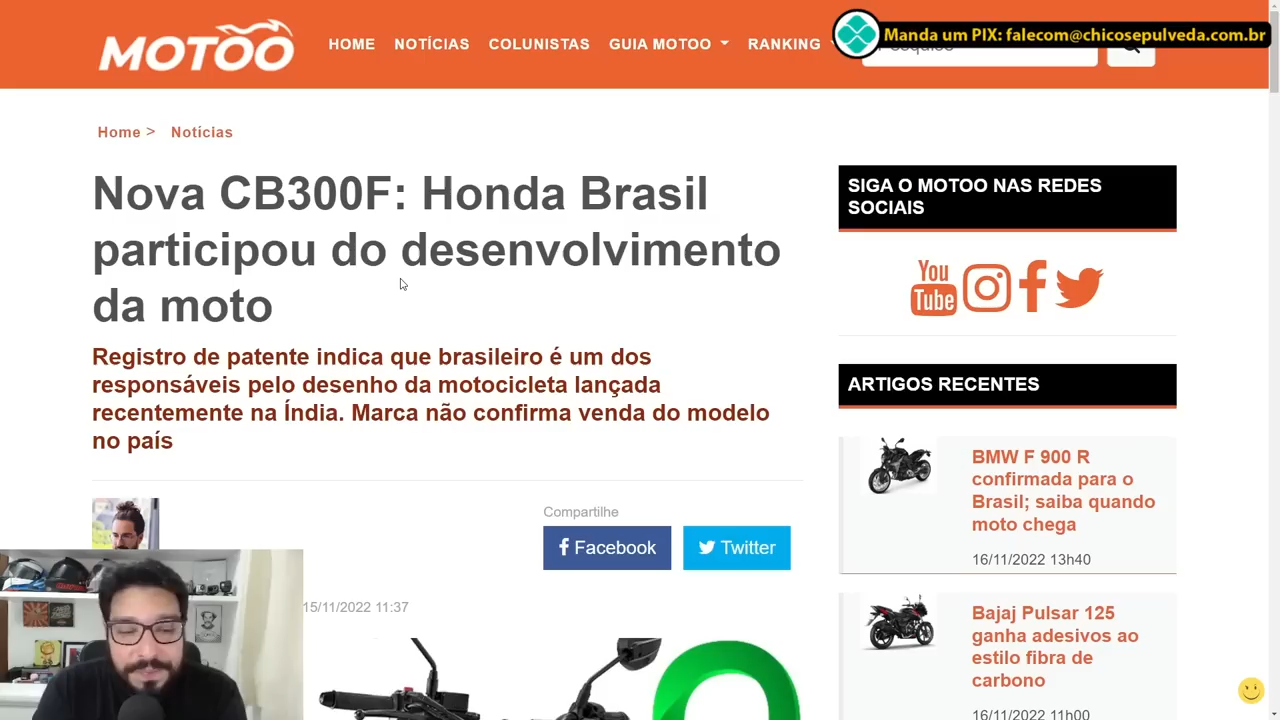 MOTOO
HOME NOTÍCIAS COLUNISTAS GUIA MOTOO RANKING
Manda um PIX: falecom@chicosepulveda.com.br
Home > Notícias
Nova CB300F: Honda Brasil
participou do desenvolvimento
da moto
Registro de patente indica que brasileiro é um dos
responsáveis pelo desenho da motocicleta lançada
recentemente na Índia. Marca não confirma venda do modelo
no país
Compartilhe
Facebook Twitter
15/11/2022 11:37
SIGA O MOTOO NAS REDES
SOCIAIS
You
Tube
ARTIGOS RECENTES
BMW F 900 R
confirmada para o
Brasil; saiba quando
moto chega
16/11/2022 13h40
Bajaj Pulsar 125
ganha adesivos ao
estilo fibra de
carbono
16/11/2022 11h00